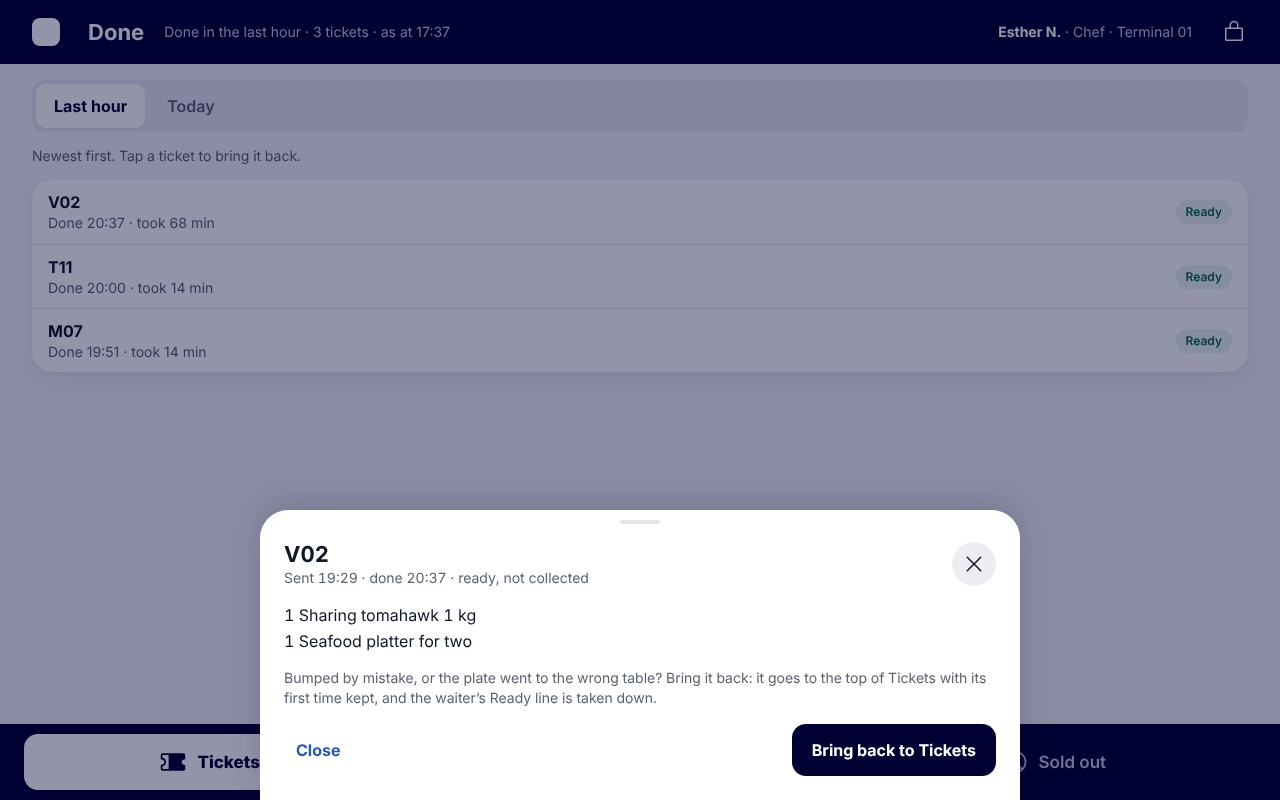 Done
Done in the last hour · 3 tickets · as at 17:37
Esther N. · Chef · Terminal 01
Last hour
Today
Newest first. Tap a ticket to bring it back.
V02
Done 20:37 · took 68 min
Ready
T11
Done 20:00 · took 14 min
Ready
M07
Done 19:51 · took 14 min
Ready
V02
Sent 19:29 · done 20:37 · ready, not collected
1 Sharing tomahawk 1 kg
1 Seafood platter for two
Bumped by mistake, or the plate went to the wrong table? Bring it back: it goes to the top of Tickets with its
first time kept, and the waiter’s Ready line is taken down.
Close
Bring back to Tickets
Tickets
Sold out